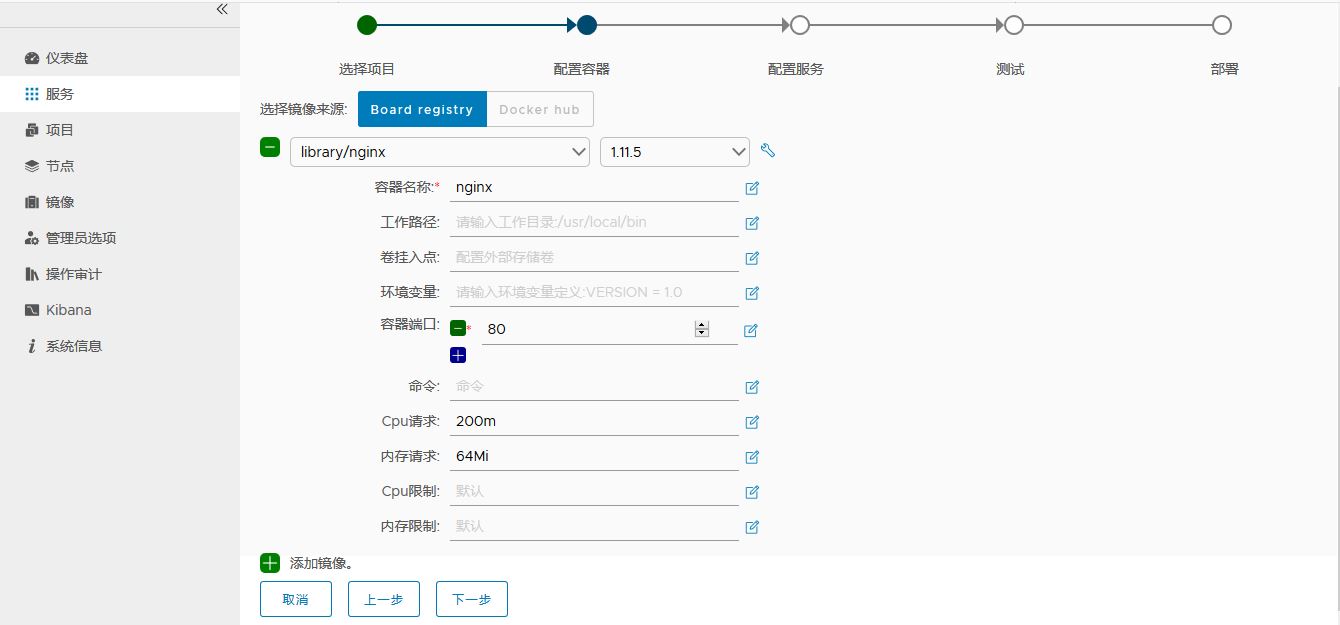 仪表盘
服务
项目
节点
镜像
管理员选项
操作审计
Kibana
系统信息
选择项目 配置容器 配置服务 测试 部署
选择镜像来源: Board registry Docker hub
library/nginx 1.11.5
容器名称:* nginx
工作路径: 请输入工作目录:/usr/local/bin
卷挂入点: 配置外部存储卷
环境变量: 请输入环境变量定义:VERSION = 1.0
容器端口: * 80
命令: 命令
Cpu请求: 200m
内存请求: 64Mi
Cpu限制: 默认
内存限制: 默认
添加镜像。
取消 上一步 下一步